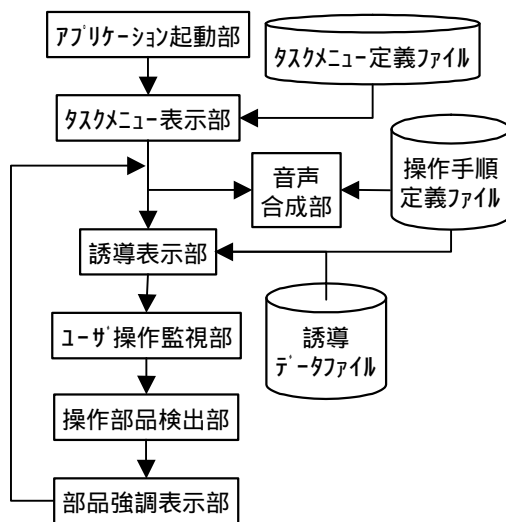 ｱﾌﾟﾘケーション起動部
ﾀｽｸﾒﾆｭー定義ファイル
ﾀｽｸﾒﾆｭー表示部
操作手順
定義ファイル
音声
合成部
誘導表示部
ﾕｰｻﾞ操作監視部
誘導
ﾃﾞｰﾀファイル
操作部品検出部
部品強調表示部